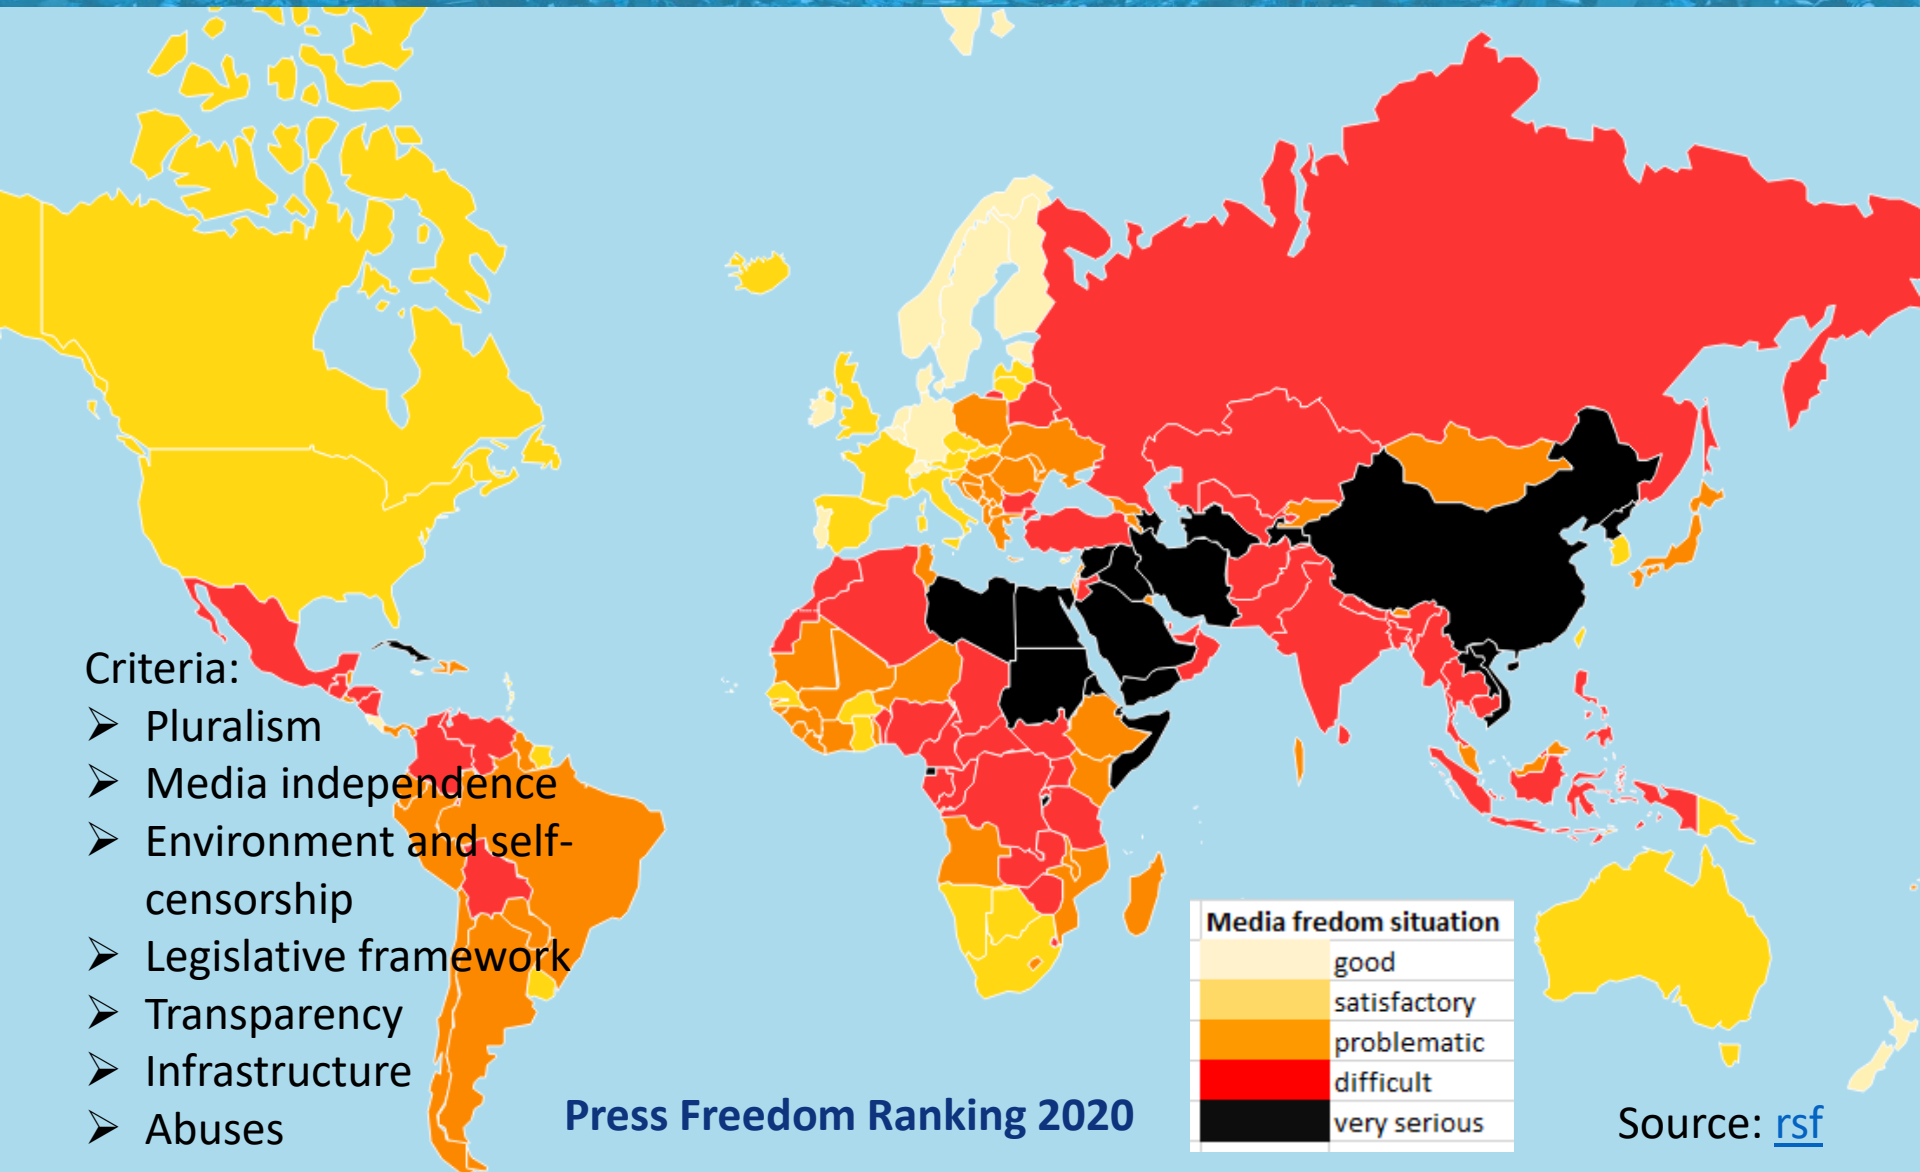 Criteria:
➢ Pluralism
➢ Media independence
➢ Environment and self-
censorship
➢ Legislative framework
➢ Transparency
➢ Infrastructure
➢ Abuses
Press Freedom Ranking 2020
Media fredom situation
good
satisfactory
problematic
difficult
very serious
Source: rsf